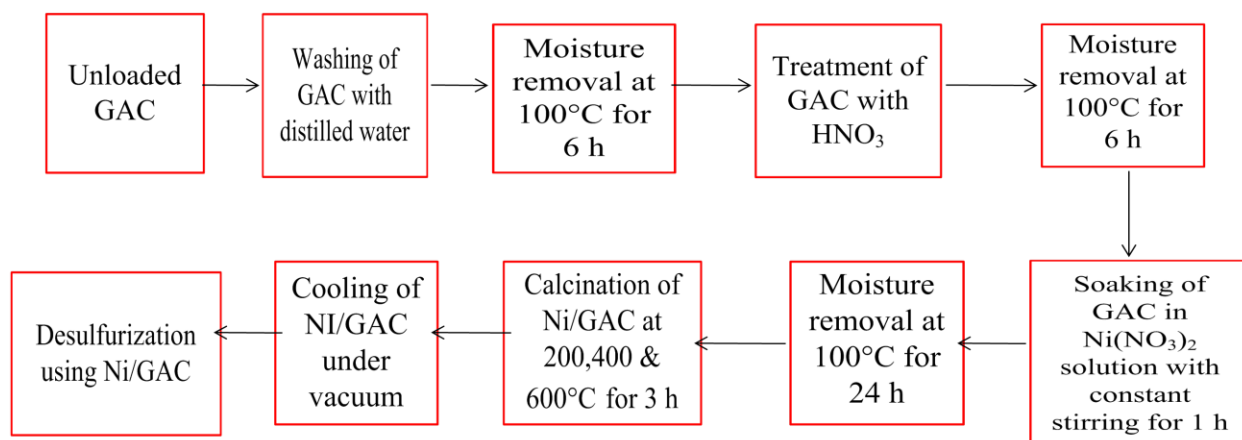 Unloaded
GAC
Washing of
GAC with
distilled water
Moisture
removal at
100°C for
6 h
Treatment of
GAC with
HNO₃
Moisture
removal at
100°C for
6 h
Soaking of
GAC in
Ni(NO₃)₂
solution with
constant
stirring for 1 h
Moisture
removal at
100°C for
24 h
Calcination of
Ni/GAC at
200,400 &
600°C for 3 h
Cooling of
NI/GAC
under
vacuum
Desulfurization
using Ni/GAC